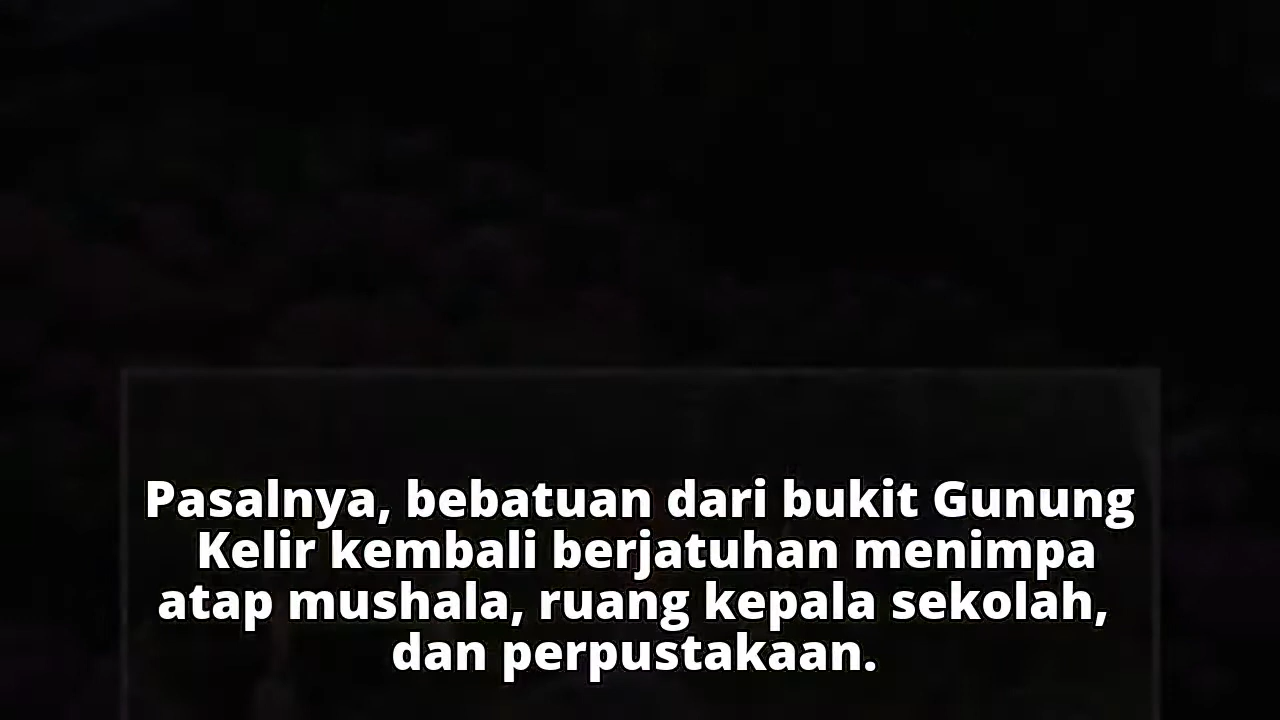 Pasalnya, bebatuan dari bukit Gunung
Kelir kembali berjatuhan menimpa
atap mushala, ruang kepala sekolah,
dan perpustakaan.